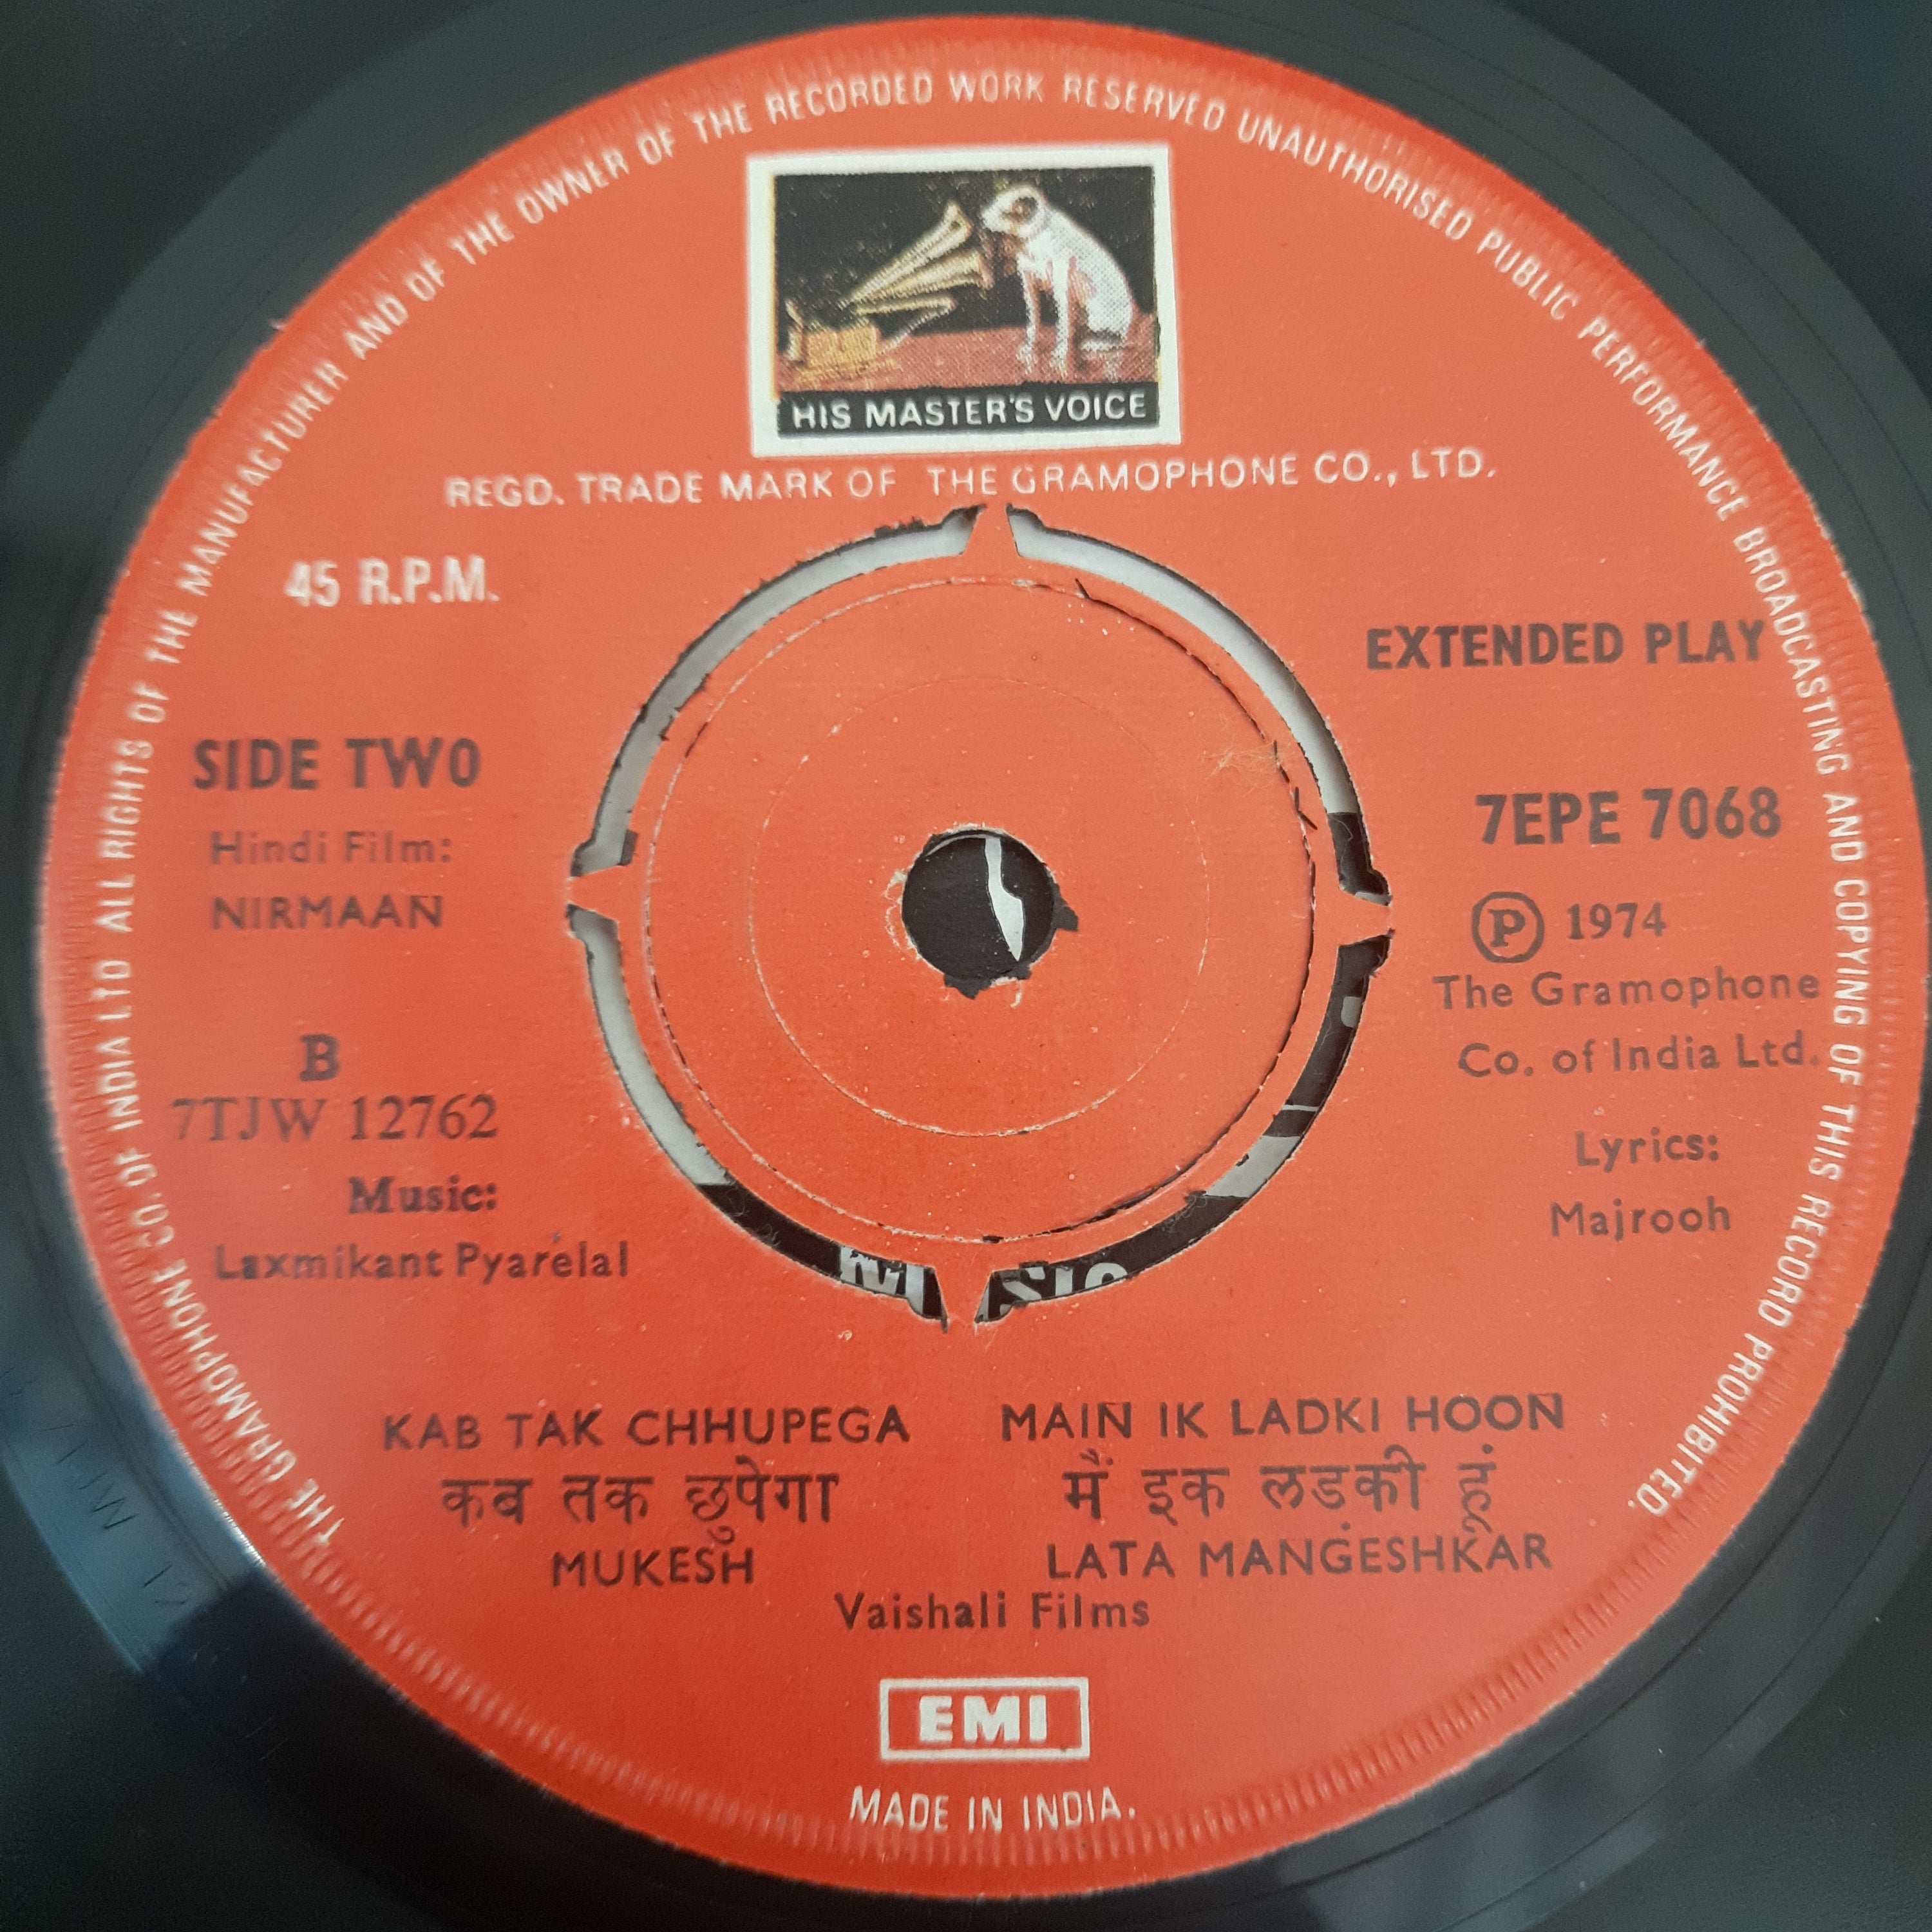 THE GRAMOPHONE CO. OF INDIA LTD ALL RIGHTS OF THE MANUFACTURER AND OF THE OWNER OF THE RECORDED WORK RESERVED UNAUTHORISED PUBLIC PERFORMANCE BROADCASTING AND COPYING OF THIS RECORD PROHIBITED.
HIS MASTER'S VOICE
REGD. TRADE MARK OF THE GRAMOPHONE CO., LTD.
45 R.P.M.
EXTENDED PLAY
SIDE TWO
Hindi Film:
NIRMAAN
7EPE 7068
Ⓟ 1974
The Gramophone
Co. of India Ltd.
B
7TJW 12762
Music:
Laxmikant Pyarelal
Lyrics:
Majrooh
KAB TAK CHHUPEGA
कब तक छुपेगा
MUKESH
MAIN IK LADKI HOON
मैं इक लडकी हूं
LATA MANGESHKAR
Vaishali Films
EMI
MADE IN INDIA.